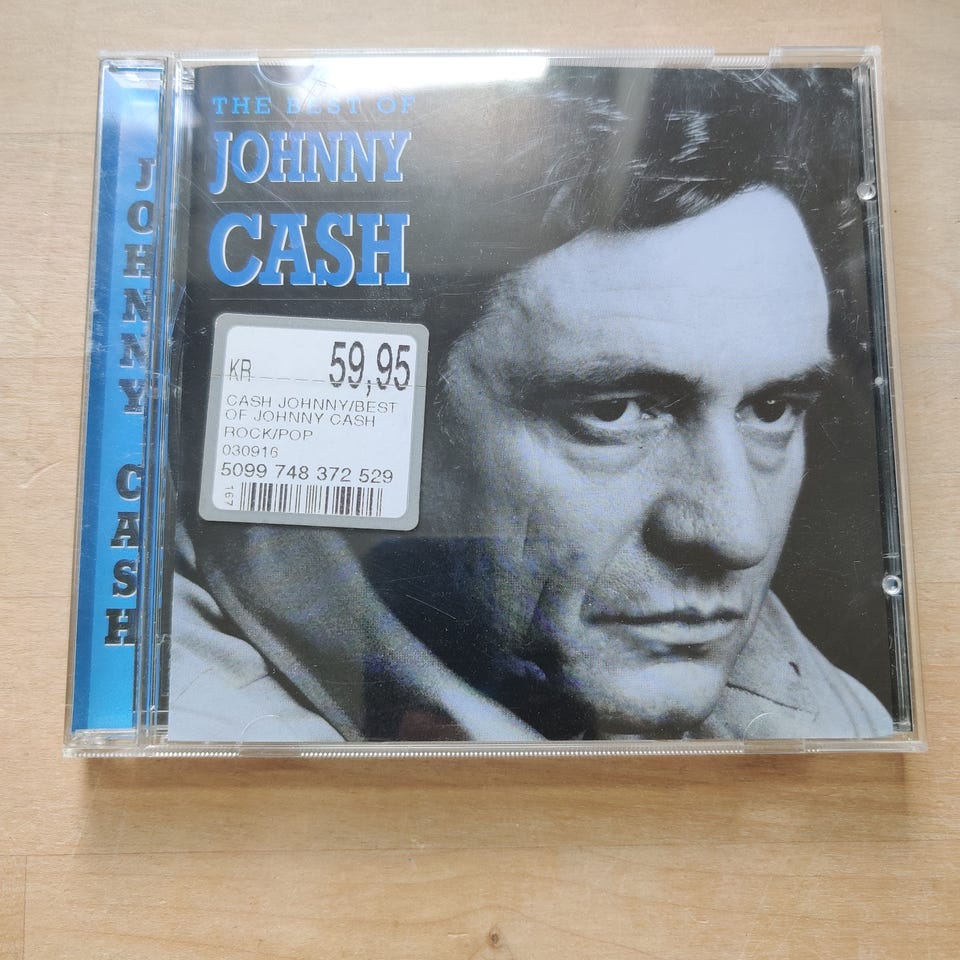 JOHNNY CASH
THE BEST OF
JOHNNY
CASH
KR 59,95
CASH JOHNNY/BEST
OF JOHNNY CASH
ROCK/POP
030916
5099 748 372 529
167